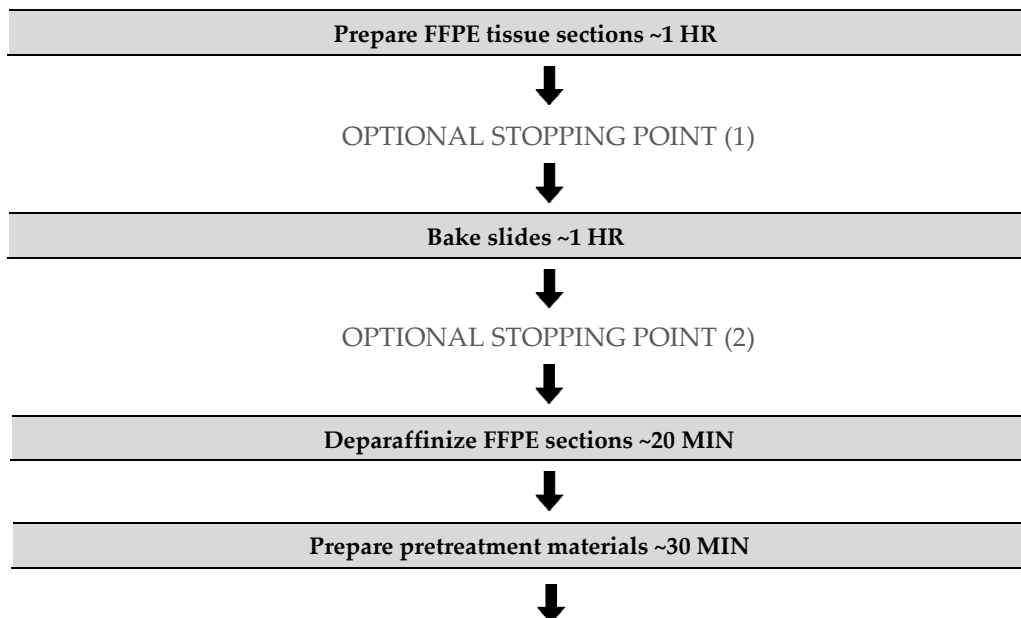 Prepare FFPE tissue sections ~1 HR
OPTIONAL STOPPING POINT (1)
Bake slides ~1 HR
OPTIONAL STOPPING POINT (2)
Deparaffinize FFPE sections ~20 MIN
Prepare pretreatment materials ~30 MIN